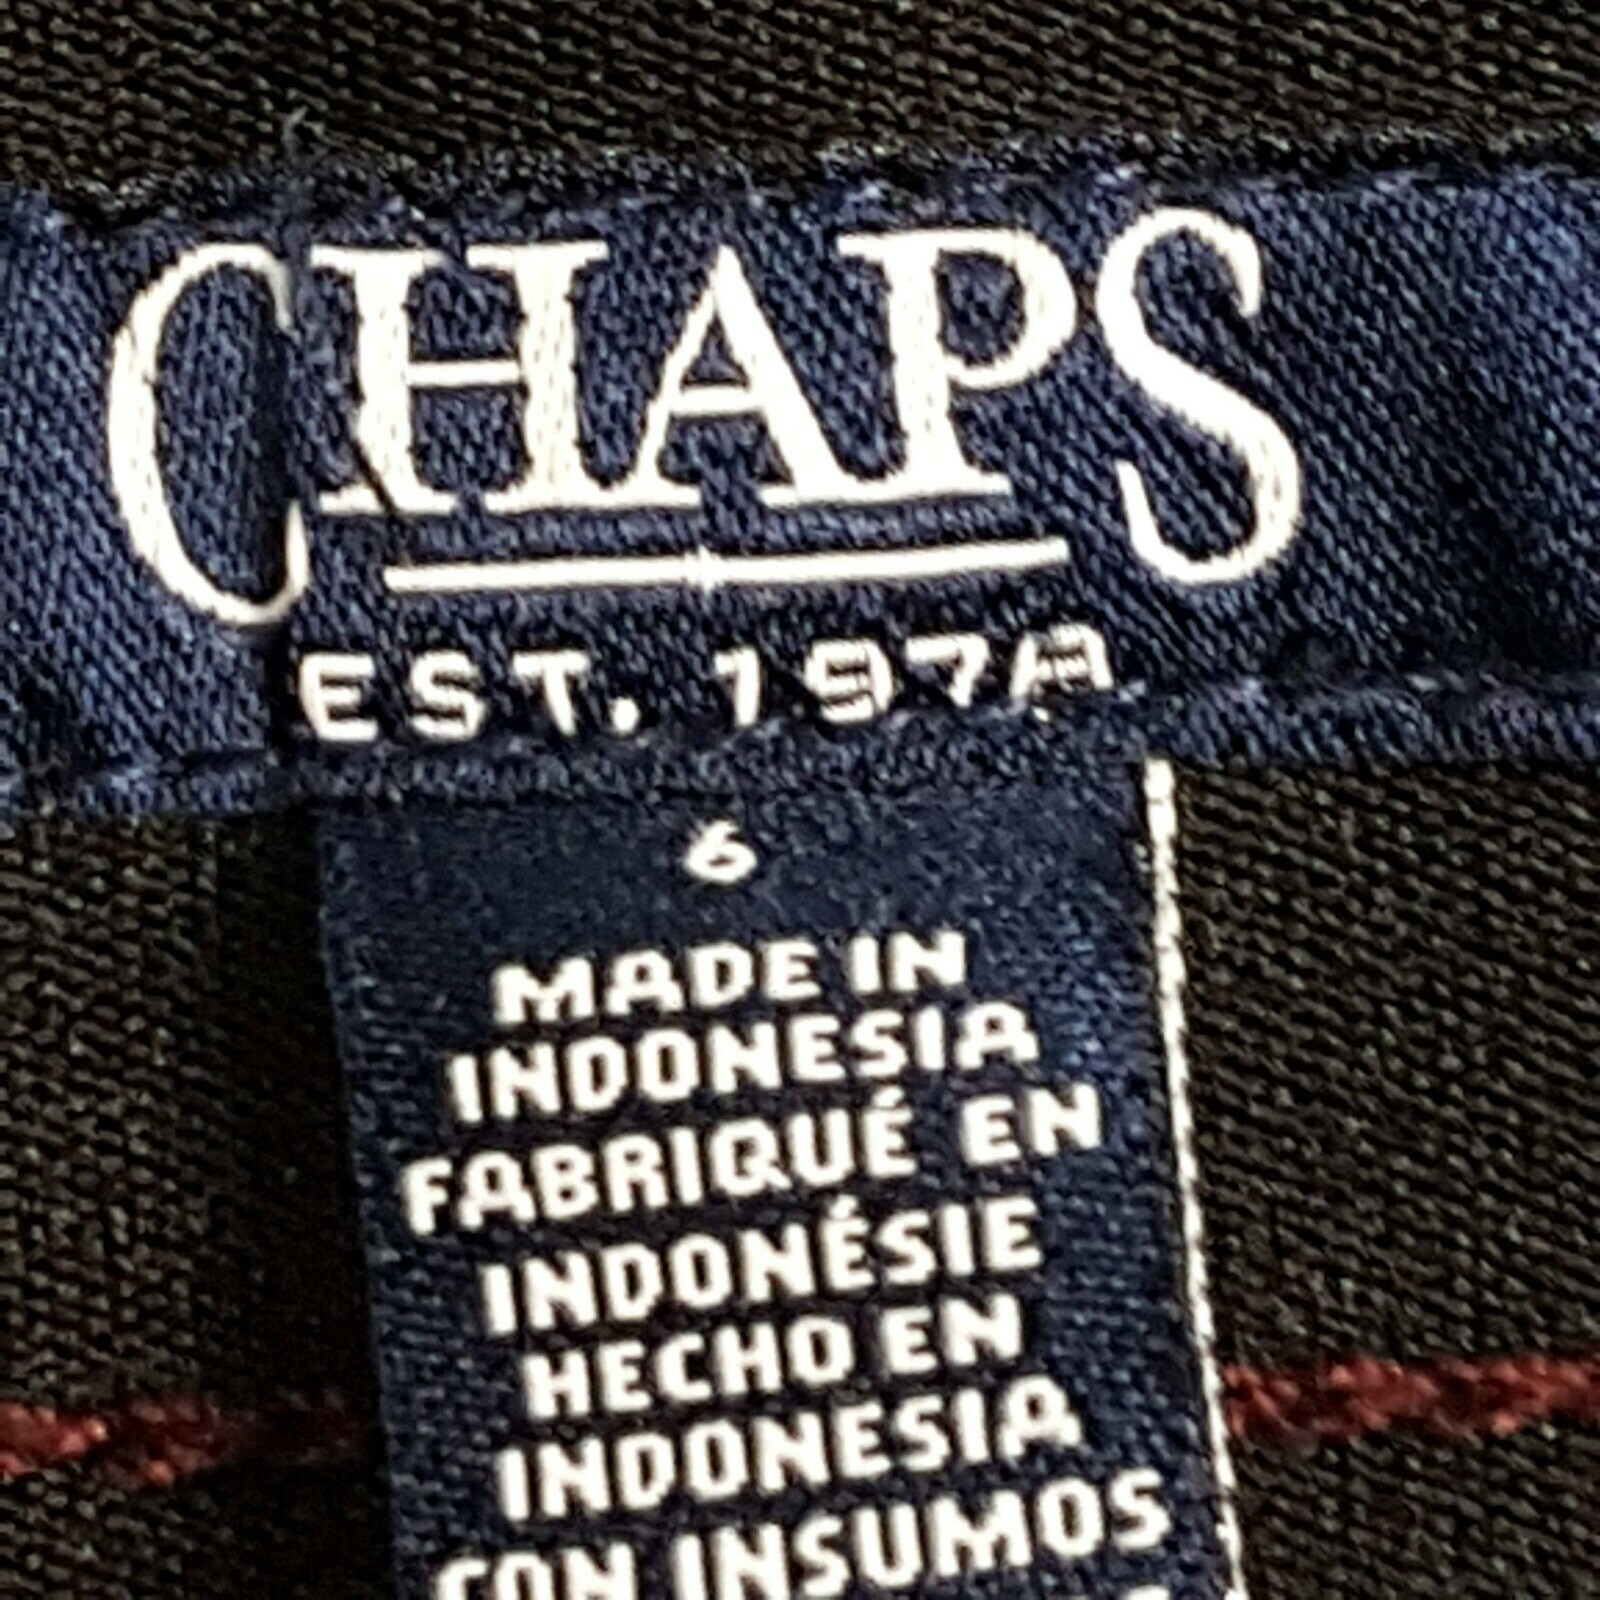 CHAPS
EST. 1978
6
MADE IN
INDONESIA
FABRIQUÉ EN
INDONÉSIE
HECHO EN
INDONESIA
CON INSUMOS